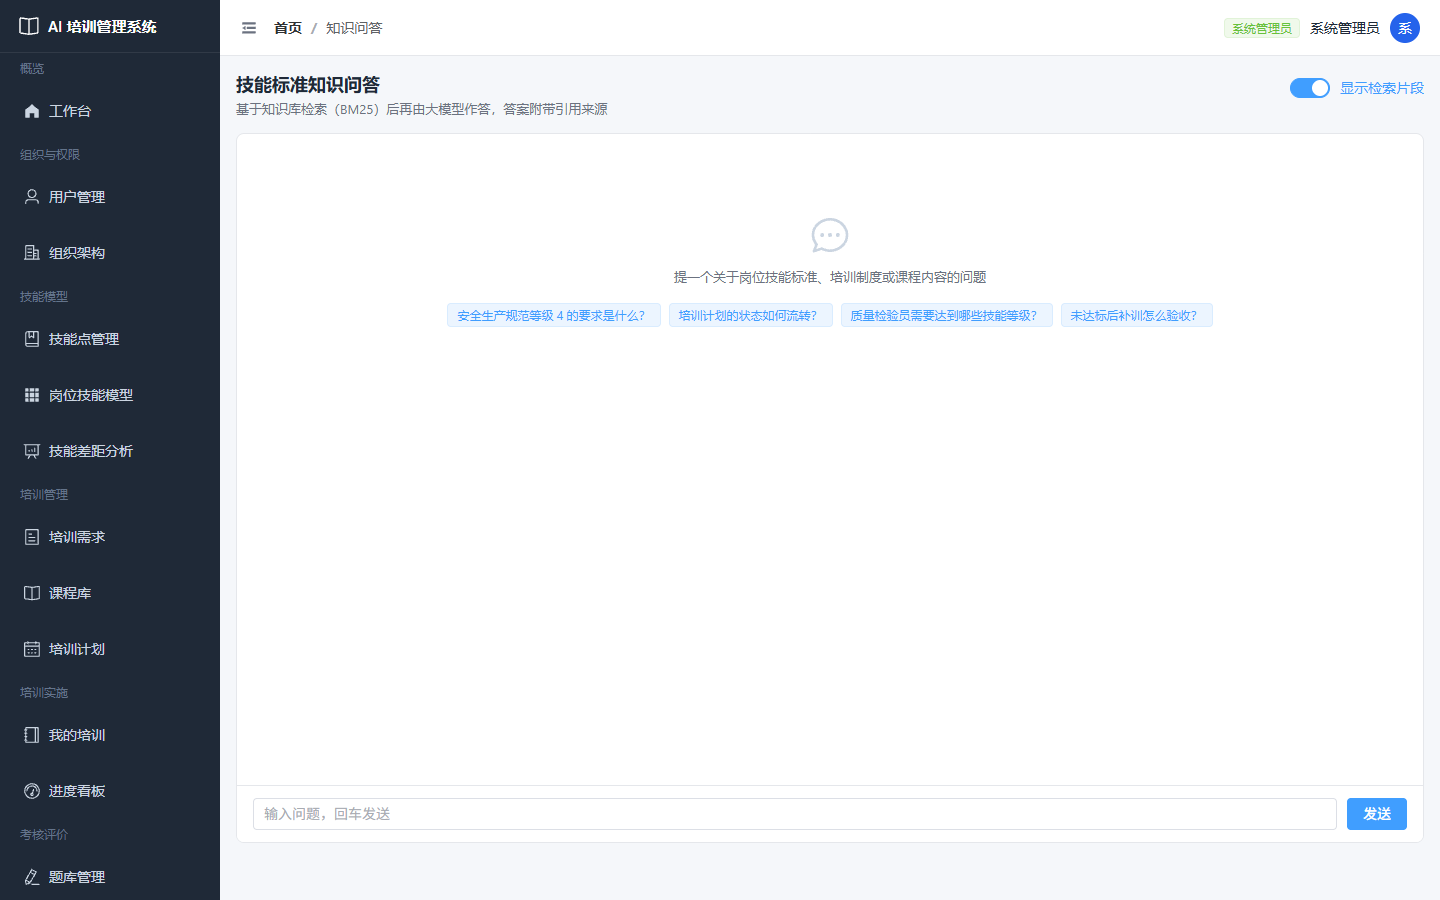 AI 培训管理系统
概览
工作台
组织与权限
用户管理
组织架构
技能模型
技能点管理
岗位技能模型
技能差距分析
培训管理
培训需求
课程库
培训计划
培训实施
我的培训
进度看板
考核评价
题库管理
首页 / 知识问答
系统管理员 系统管理员 系
技能标准知识问答
基于知识库检索（BM25）后再由大模型作答，答案附带引用来源
显示检索片段
提一个关于岗位技能标准、培训制度或课程内容的问题
安全生产规范等级 4 的要求是什么？ 培训计划的状态如何流转？ 质量检验员需要达到哪些技能等级？ 未达标后补训怎么验收？
输入问题，回车发送
发送